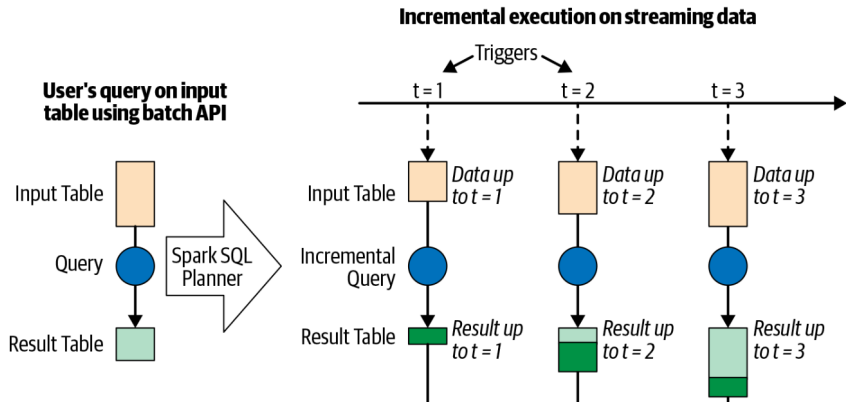 Incremental execution on streaming data
Triggers
User's query on input
table using batch API
t = 1
t = 2
t = 3
Input Table
Query
Result Table
Spark SQL
Planner
Input Table
Data up
to t = 1
Data up
to t = 2
Data up
to t = 3
Incremental
Query
Result Table
Result up
to t = 1
Result up
to t = 2
Result up
to t = 3